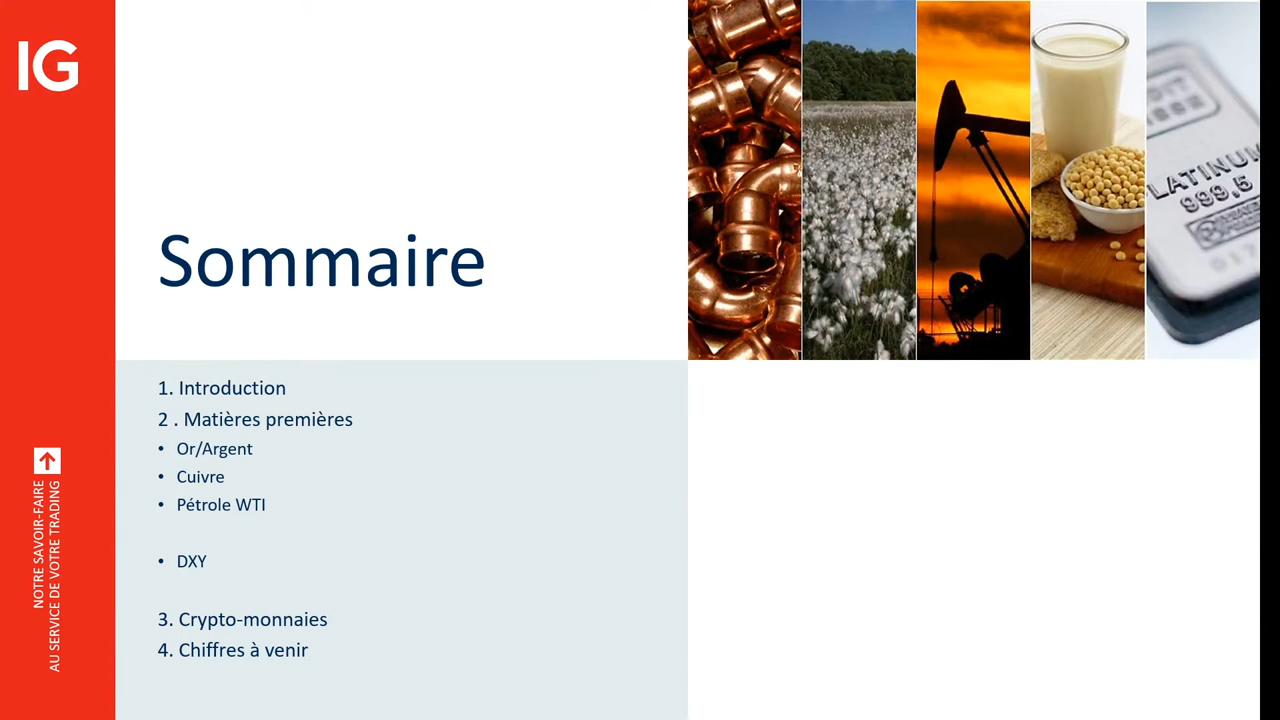 IG
Sommaire
1. Introduction
2 . Matières premières
• Or/Argent
• Cuivre
• Pétrole WTI
• DXY
3. Crypto-monnaies
4. Chiffres à venir
NOTRE SAVOIR-FAIRE
AU SERVICE DE VOTRE TRADING
LATINUM
999,5